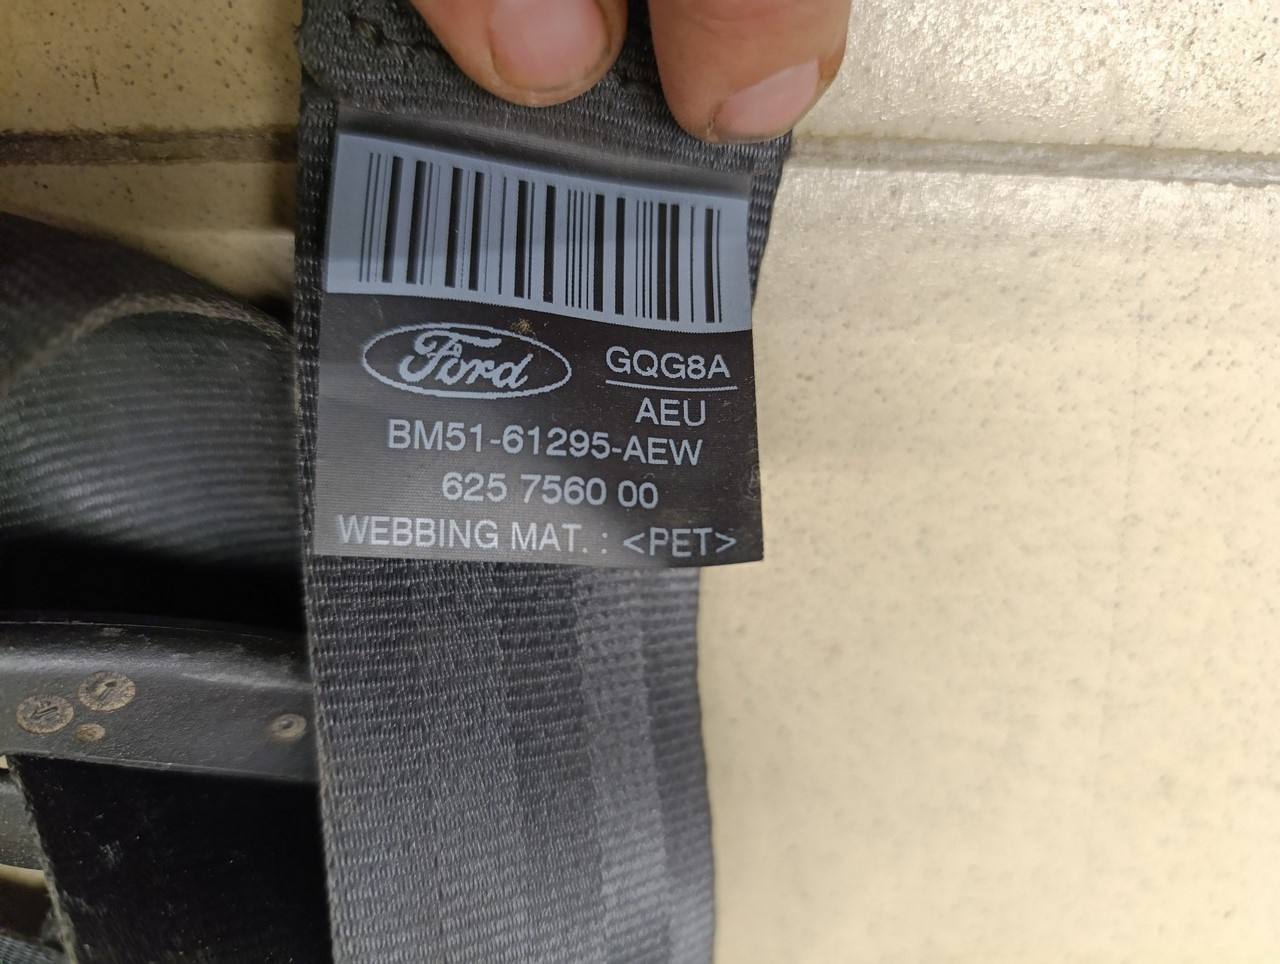 Ford
GQG8A
AEU
BM51-61295-AEW
625 7560 00
WEBBING MAT. : <PET>